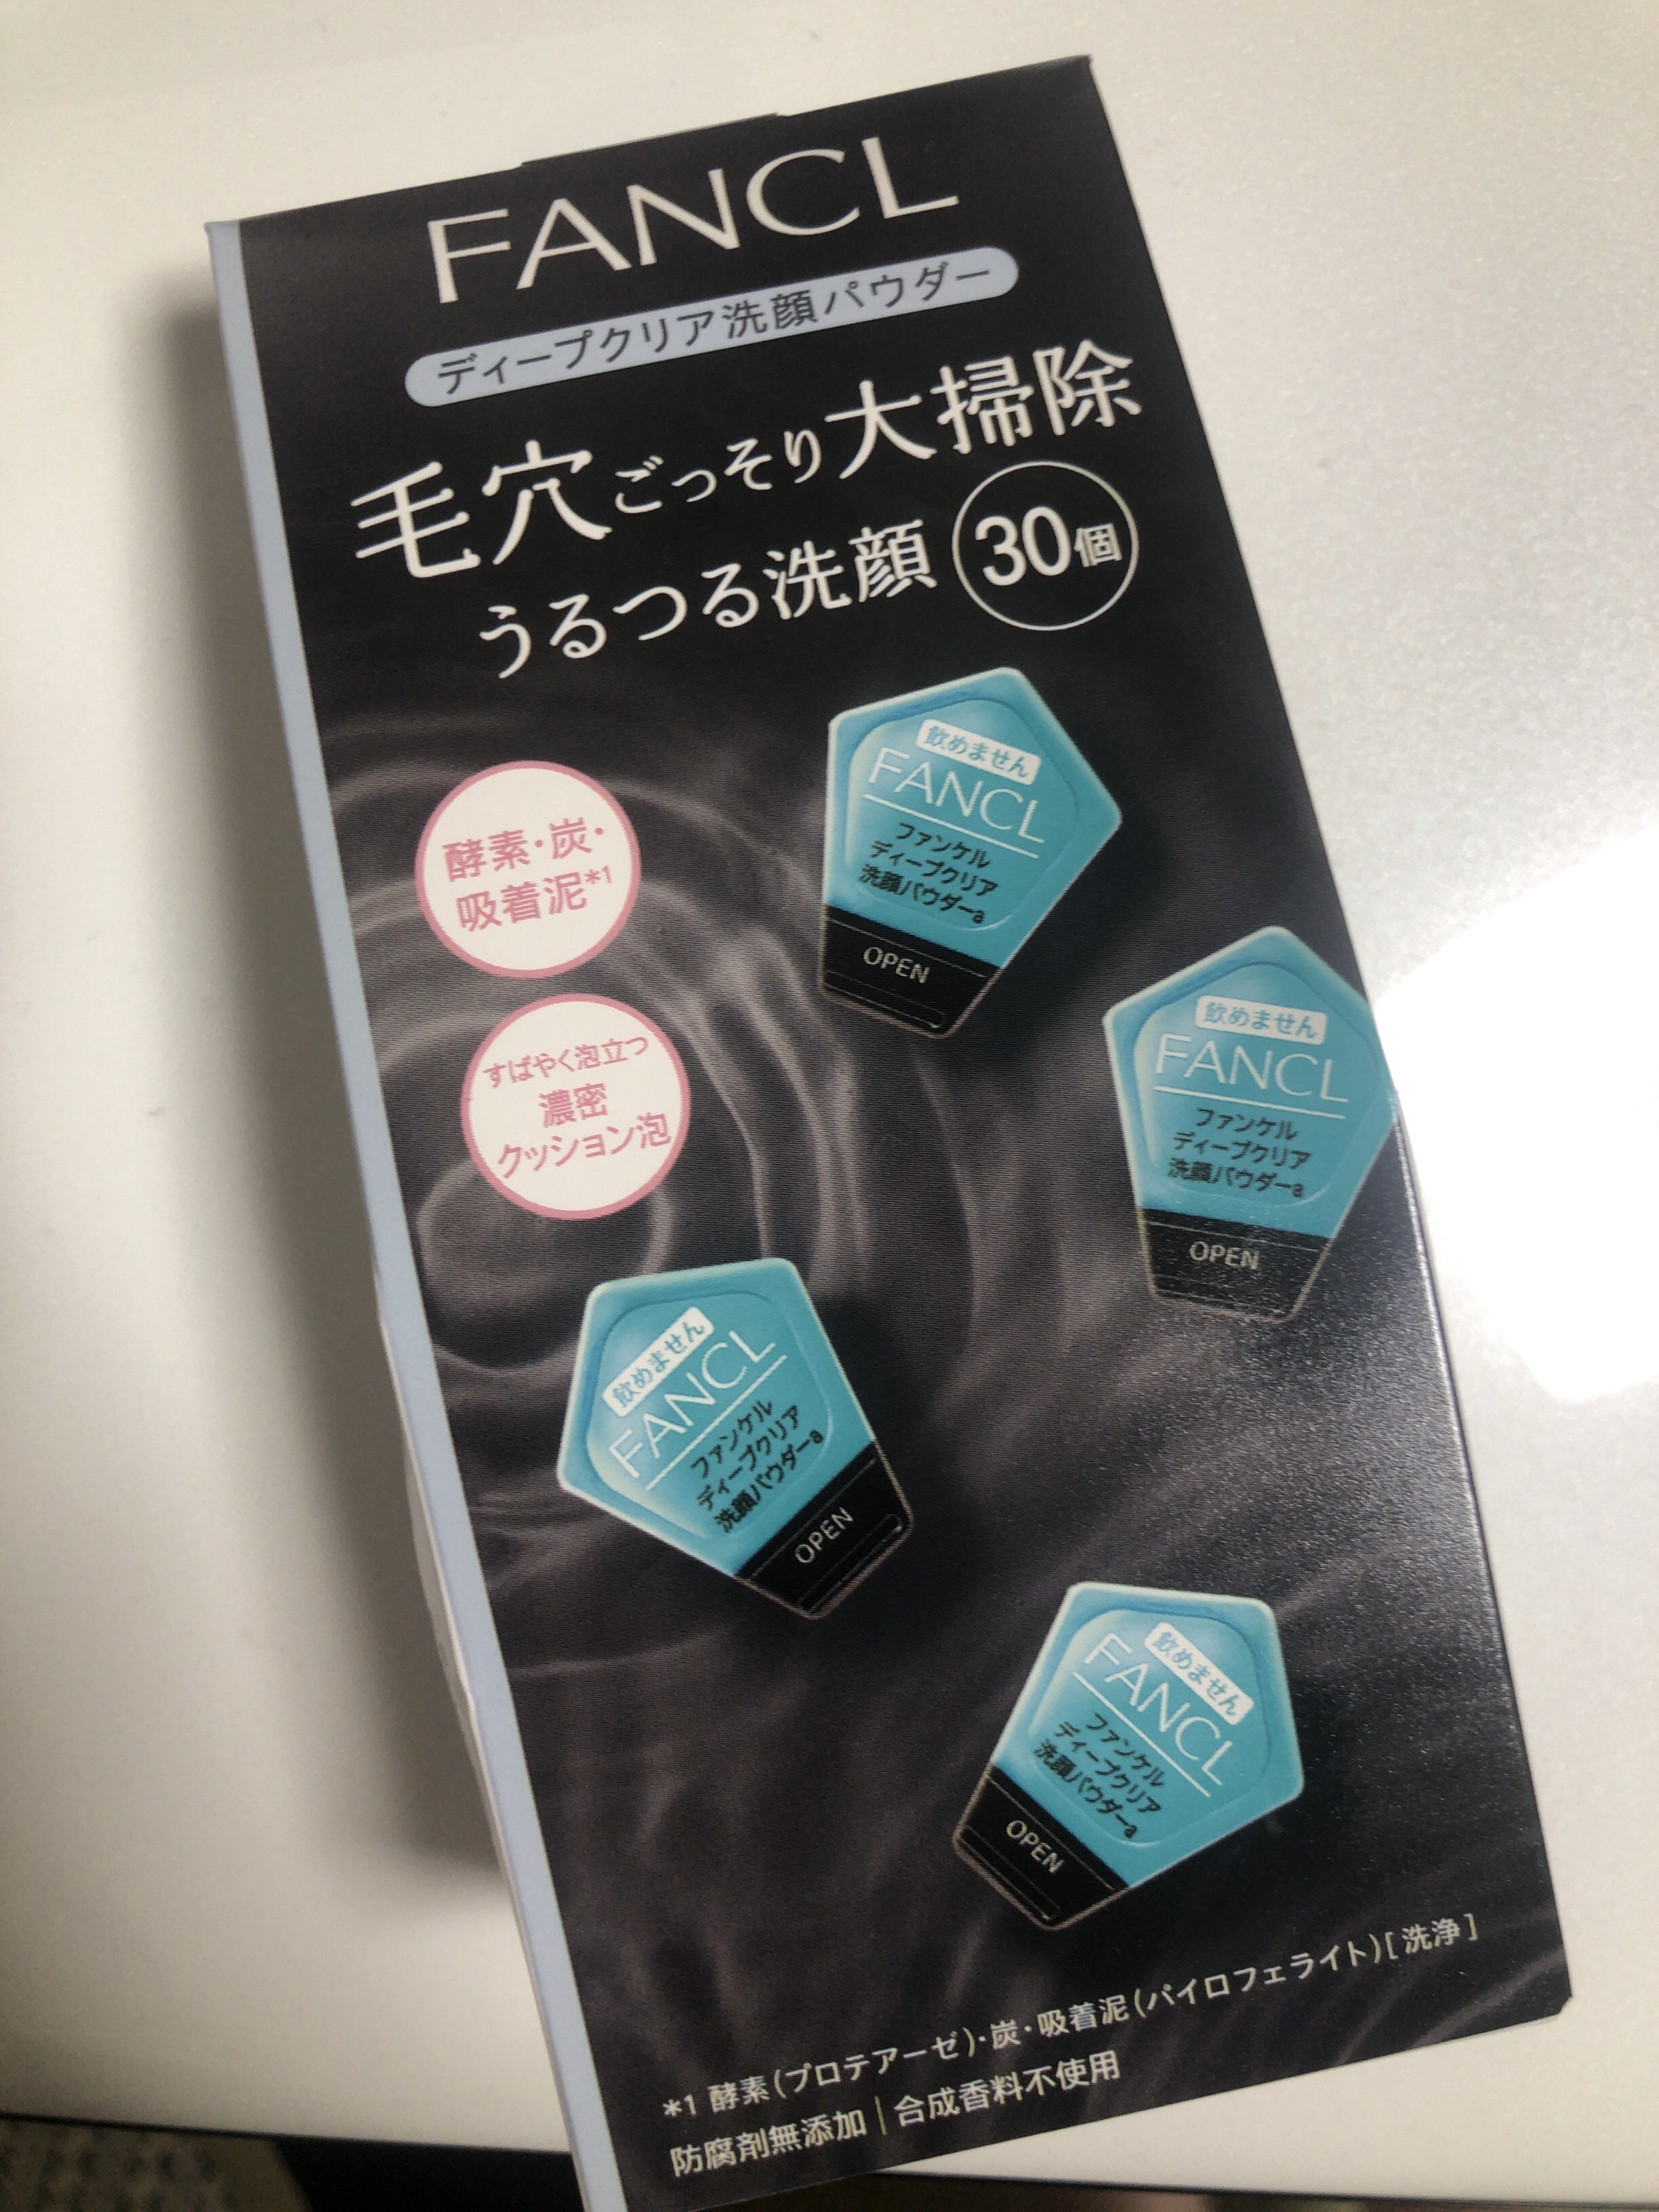 FANCL
ディープクリア洗顔パウダー
毛穴ごっそり大掃除
うるつる洗顔
30個
酵素・炭・
吸着泥*1
すばやく泡立つ
濃密
クッション泡
飲めません
FANCL
ファンケル
ディープクリア
洗顔パウダーa
OPEN
飲めません
FANCL
ファンケル
ディープクリア
洗顔パウダーa
OPEN
飲めません
FANCL
ファンケル
ディープクリア
洗顔パウダーa
OPEN
飲めません
FANCL
ファンケル
ディープクリア
洗顔パウダーa
OPEN
*1 酵素(プロテアーゼ)・炭・吸着泥(パイロフェライト)[洗浄]
防腐剤無添加|合成香料不使用